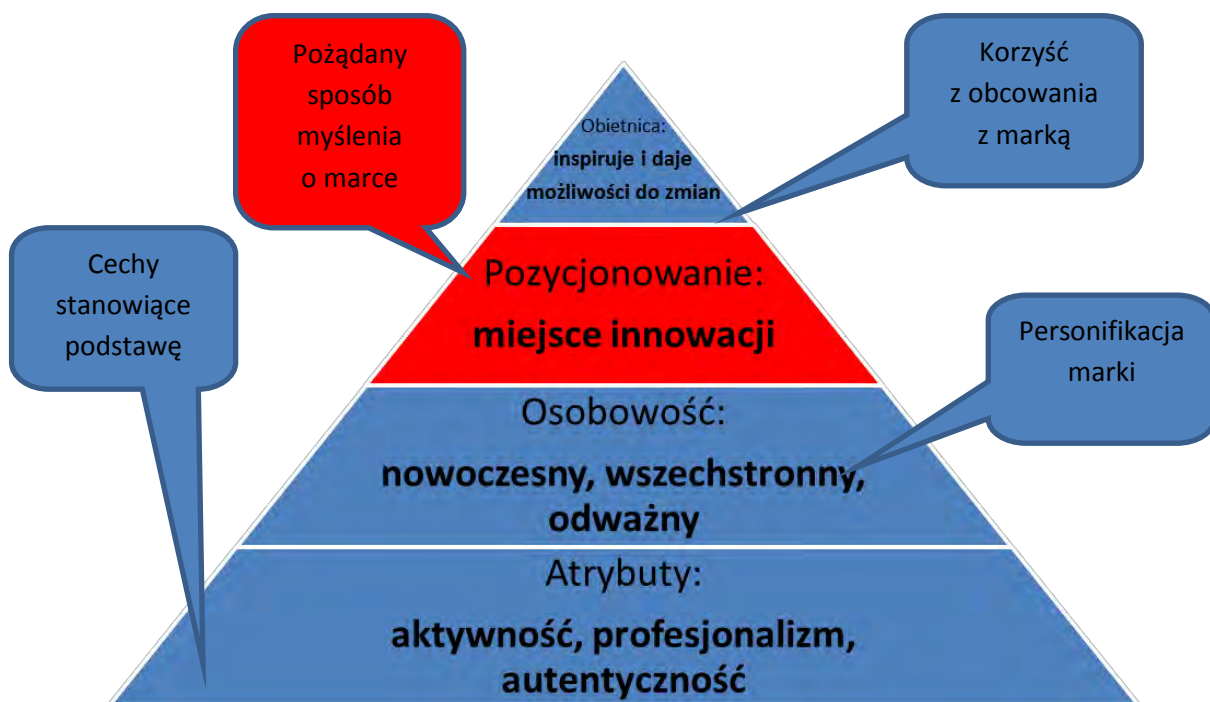 Pożądany
sposób
myślenia
o marce
Korzyść
z obcowania
z marką
Obietnica:
inspiruje i daje
możliwości do zmian
Cechy
stanowiące
podstawę
Pozycjonowanie:
miejsce innowacji
Personifikacja
marki
Osobowość:
nowoczesny, wszechstronny,
odważny
Atrybuty:
aktywność, profesjonalizm,
autentyczność